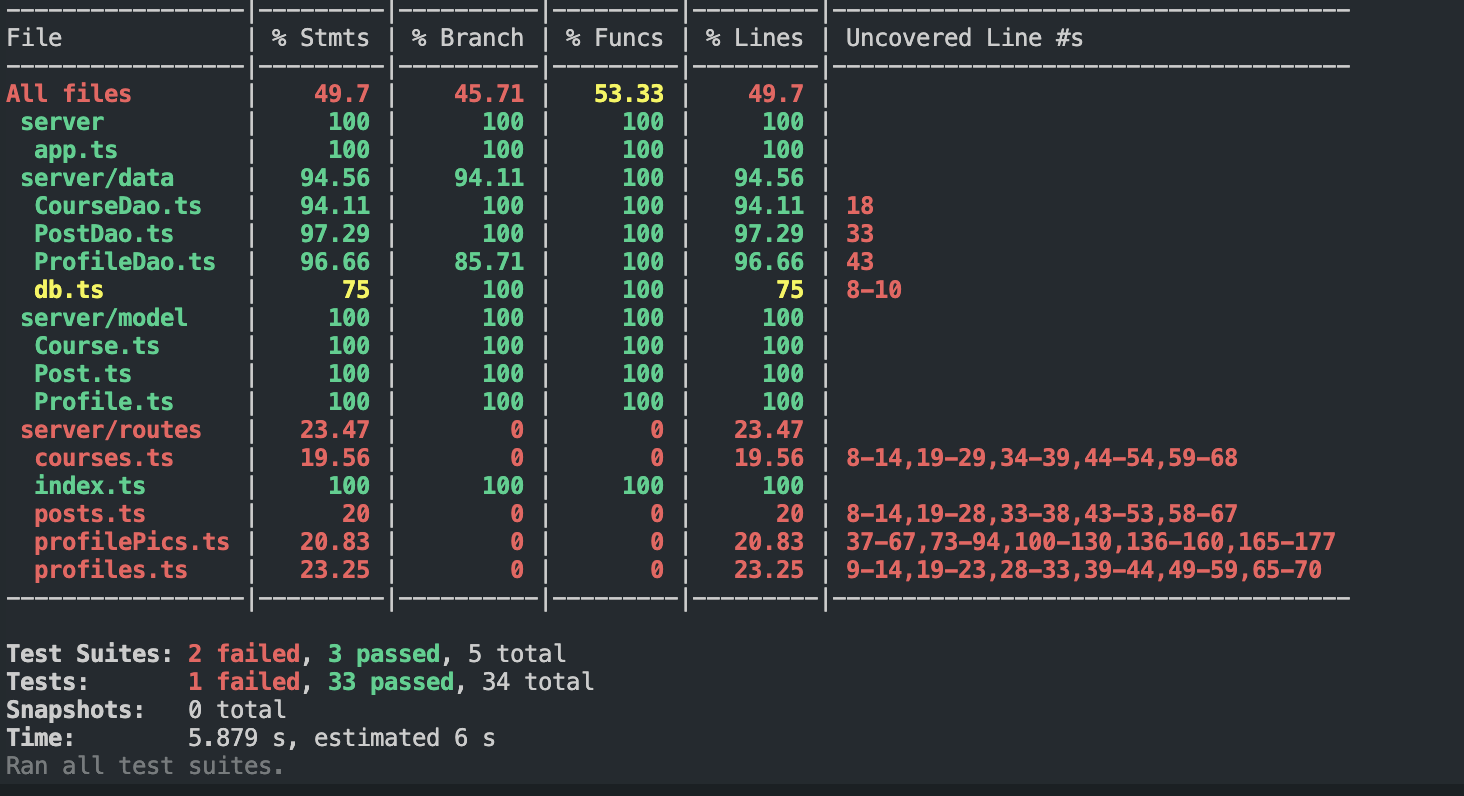 -------------------|---------|----------|---------|---------|-------------------------------------
File | % Stmts | % Branch | % Funcs | % Lines | Uncovered Line #s
-------------------|---------|----------|---------|---------|-------------------------------------
All files | 49.7 | 45.71 | 53.33 | 49.7 |
server | 100 | 100 | 100 | 100 |
app.ts | 100 | 100 | 100 | 100 |
server/data | 94.56 | 94.11 | 100 | 94.56 |
CourseDao.ts | 94.11 | 100 | 100 | 94.11 | 18
PostDao.ts | 97.29 | 100 | 100 | 97.29 | 33
ProfileDao.ts | 96.66 | 85.71 | 100 | 96.66 | 43
db.ts | 75 | 100 | 100 | 75 | 8-10
server/model | 100 | 100 | 100 | 100 |
Course.ts | 100 | 100 | 100 | 100 |
Post.ts | 100 | 100 | 100 | 100 |
Profile.ts | 100 | 100 | 100 | 100 |
server/routes | 23.47 | 0 | 0 | 23.47 |
courses.ts | 19.56 | 0 | 0 | 19.56 | 8-14,19-29,34-39,44-54,59-68
index.ts | 100 | 100 | 100 | 100 |
posts.ts | 20 | 0 | 0 | 20 | 8-14,19-28,33-38,43-53,58-67
profilePics.ts | 20.83 | 0 | 0 | 20.83 | 37-67,73-94,100-130,136-160,165-177
profiles.ts | 23.25 | 0 | 0 | 23.25 | 9-14,19-23,28-33,39-44,49-59,65-70
-------------------|---------|----------|---------|---------|-------------------------------------
Test Suites: 2 failed, 3 passed, 5 total
Tests: 1 failed, 33 passed, 34 total
Snapshots: 0 total
Time: 5.879 s, estimated 6 s
Ran all test suites.